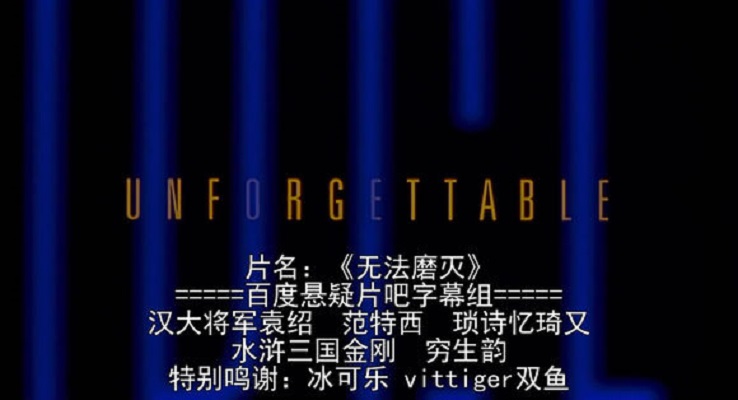 UNFORGETTABLE
片名：《无法磨灭》
=====百度悬疑片吧字幕组=====
汉大将军袁绍 范特西 琐诗忆琦又
水浒三国金刚 穷生韵
特别鸣谢：冰可乐 vittiger双鱼